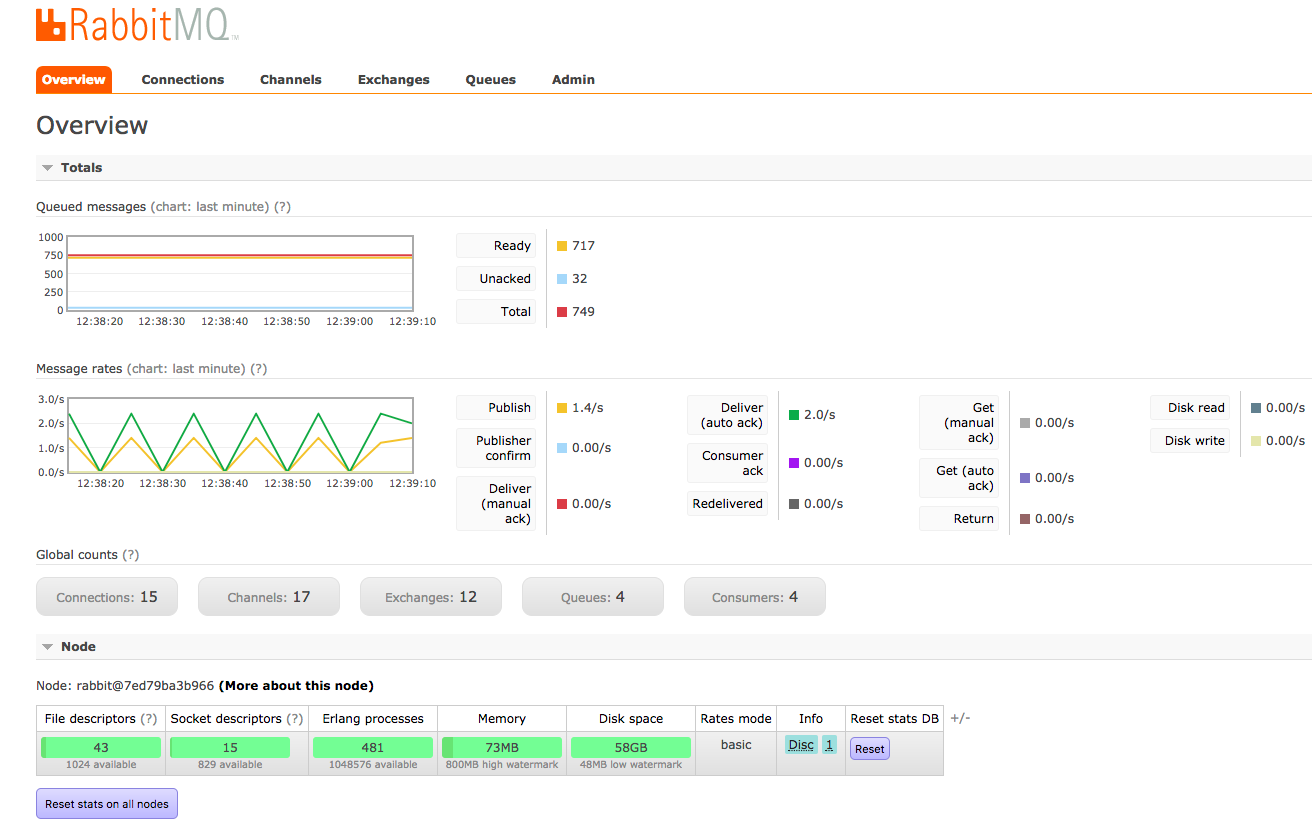 RabbitMQ™
Overview Connections Channels Exchanges Queues Admin
Overview
Totals
Queued messages (chart: last minute) (?)
1000
750
500
250
0
12:38:20 12:38:30 12:38:40 12:38:50 12:39:00 12:39:10
Ready 717
Unacked 32
Total 749
Message rates (chart: last minute) (?)
3.0/s
2.0/s
1.0/s
0.0/s
12:38:20 12:38:30 12:38:40 12:38:50 12:39:00 12:39:10
Publish 1.4/s
Publisher
confirm 0.00/s
Deliver
(manual 0.00/s
ack)
Deliver
(auto ack) 2.0/s
Consumer
ack 0.00/s
Redelivered 0.00/s
Get
(manual 0.00/s
ack)
Get (auto
ack) 0.00/s
Return 0.00/s
Disk read 0.00/s
Disk write 0.00/s
Global counts (?)
Connections: 15 Channels: 17 Exchanges: 12 Queues: 4 Consumers: 4
Node
Node: rabbit@7ed79ba3b966 (More about this node)
File descriptors (?) Socket descriptors (?) Erlang processes Memory Disk space Rates mode Info Reset stats DB +/-
43 15 481 73MB 58GB basic Disc 1 Reset
1024 available 829 available 1048576 available 800MB high watermark 48MB low watermark
Reset stats on all nodes